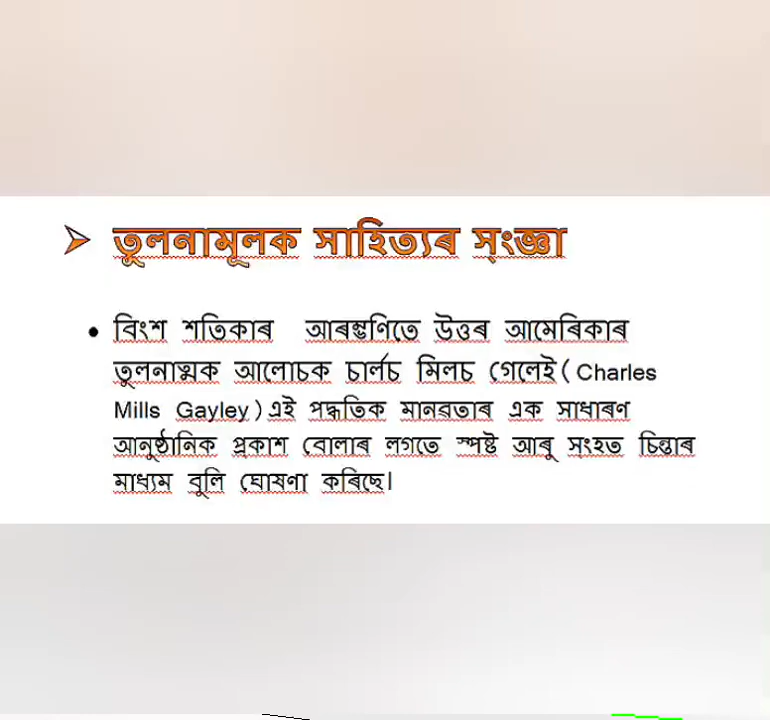 তুলনামূলক সাহিত্যৰ স্ংজ্ঞা
বিংশ শতিকাৰ আৰম্ভণিতে উত্তৰ আমেৰিকাৰ
তুলনাত্মক আলোচক চাৰ্লচ মিলচ গেলেই( Charles
Mills Gayley )এই পদ্ধতিক মানৱতাৰ এক সাধাৰণ
আনুষ্ঠানিক প্ৰকাশ বোলাৰ লগতে স্পষ্ট আৰু স্ংহত চিন্তাৰ
মাধ্যম বুলি ঘোষণা কৰিছে।